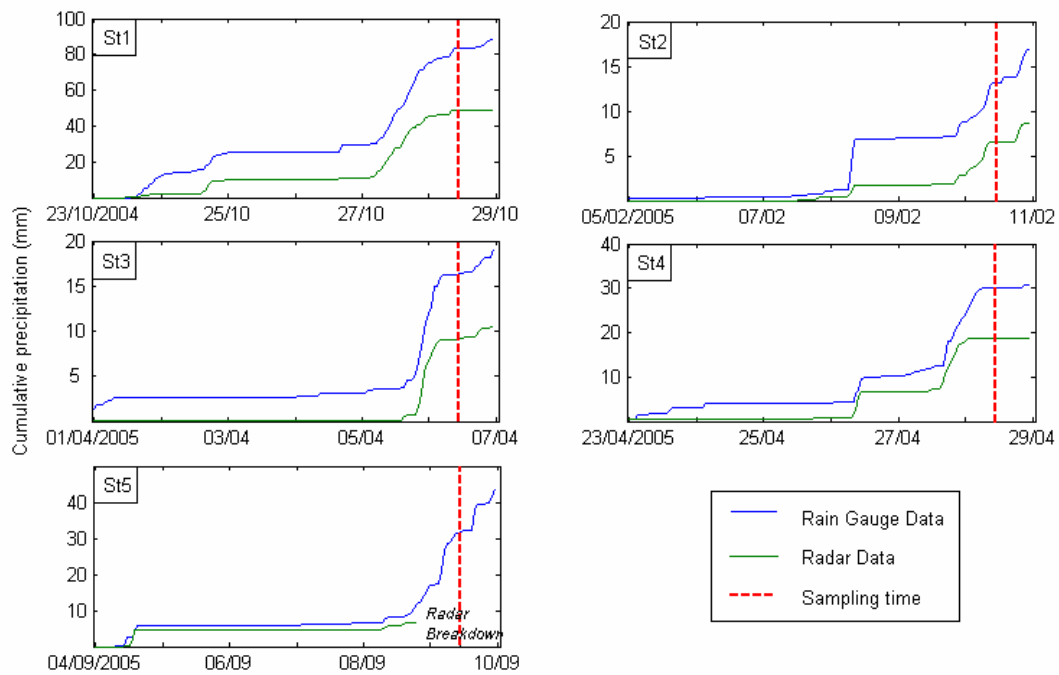 Cumulative precipitation (mm)
St1
100
80
60
40
20
23/10/2004 25/10 27/10 29/10
St2
20
15
10
5
05/02/2005 07/02 09/02 11/02
St3
20
15
10
5
01/04/2005 03/04 05/04 07/04
St4
40
30
20
10
23/04/2005 25/04 27/04 29/04
St5
40
30
20
10
Radar
Breakdown
04/09/2005 06/09 08/09 10/09
Rain Gauge Data
Radar Data
Sampling time